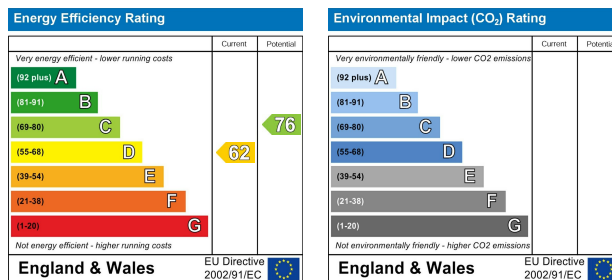 Energy Efficiency Rating
Current Potential
Very energy efficient - lower running costs
(92 plus) A
(81-91) B
(69-80) C
76
(55-68) D
62
(39-54) E
(21-38) F
(1-20) G
Not energy efficient - higher running costs
England & Wales
EU Directive
2002/91/EC
Environmental Impact (CO₂) Rating
Current Potential
Very environmentally friendly - lower CO2 emissions
(92 plus) A
(81-91) B
(69-80) C
(55-68) D
(39-54) E
(21-38) F
(1-20) G
Not environmentally friendly - higher CO2 emissions
England & Wales
EU Directive
2002/91/EC